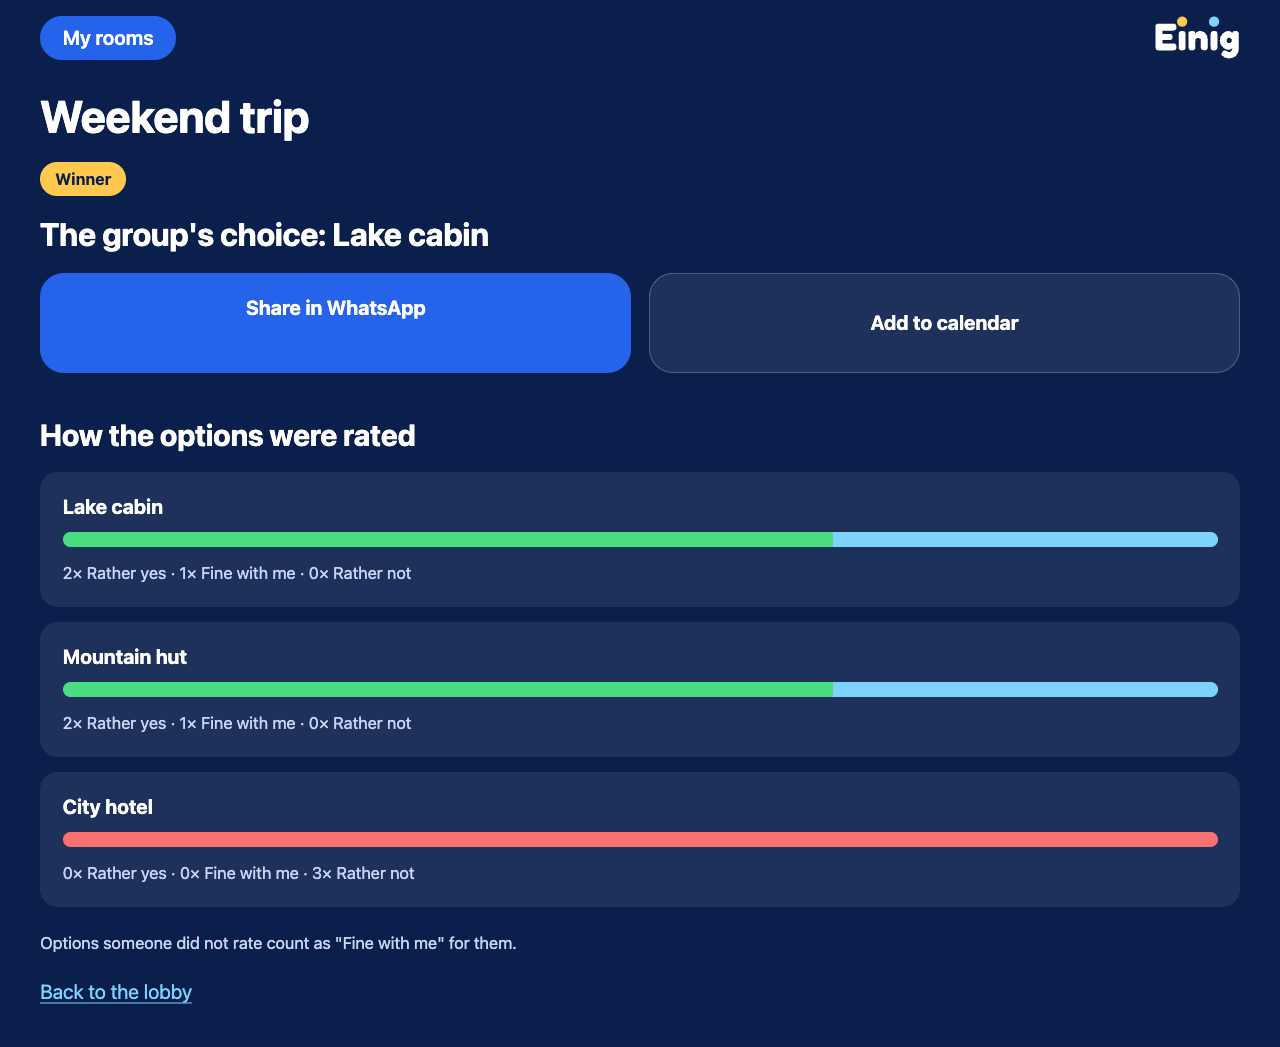 My rooms
Einig
Weekend trip
Winner
The group's choice: Lake cabin
Share in WhatsApp
Add to calendar
How the options were rated
Lake cabin
2× Rather yes · 1× Fine with me · 0× Rather not
Mountain hut
2× Rather yes · 1× Fine with me · 0× Rather not
City hotel
0× Rather yes · 0× Fine with me · 3× Rather not
Options someone did not rate count as "Fine with me" for them.
Back to the lobby